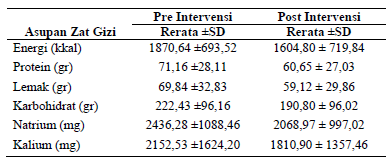 Asupan Zat Gizi Pre Intervensi Post Intervensi
Rerata ±SD Rerata ±SD
Energi (kkal) 1870,64 ±693,52 1604,80 ± 719,84
Protein (gr) 71,16 ±28,11 60,65 ± 27,03
Lemak (gr) 69,84 ±32,83 59,12 ± 29,86
Karbohidrat (gr) 222,43 ±96,16 190,80 ± 96,02
Natrium (mg) 2436,28 ±1088,46 2068,97 ± 997,02
Kalium (mg) 2152,53 ±1624,20 1810,90 ± 1357,46